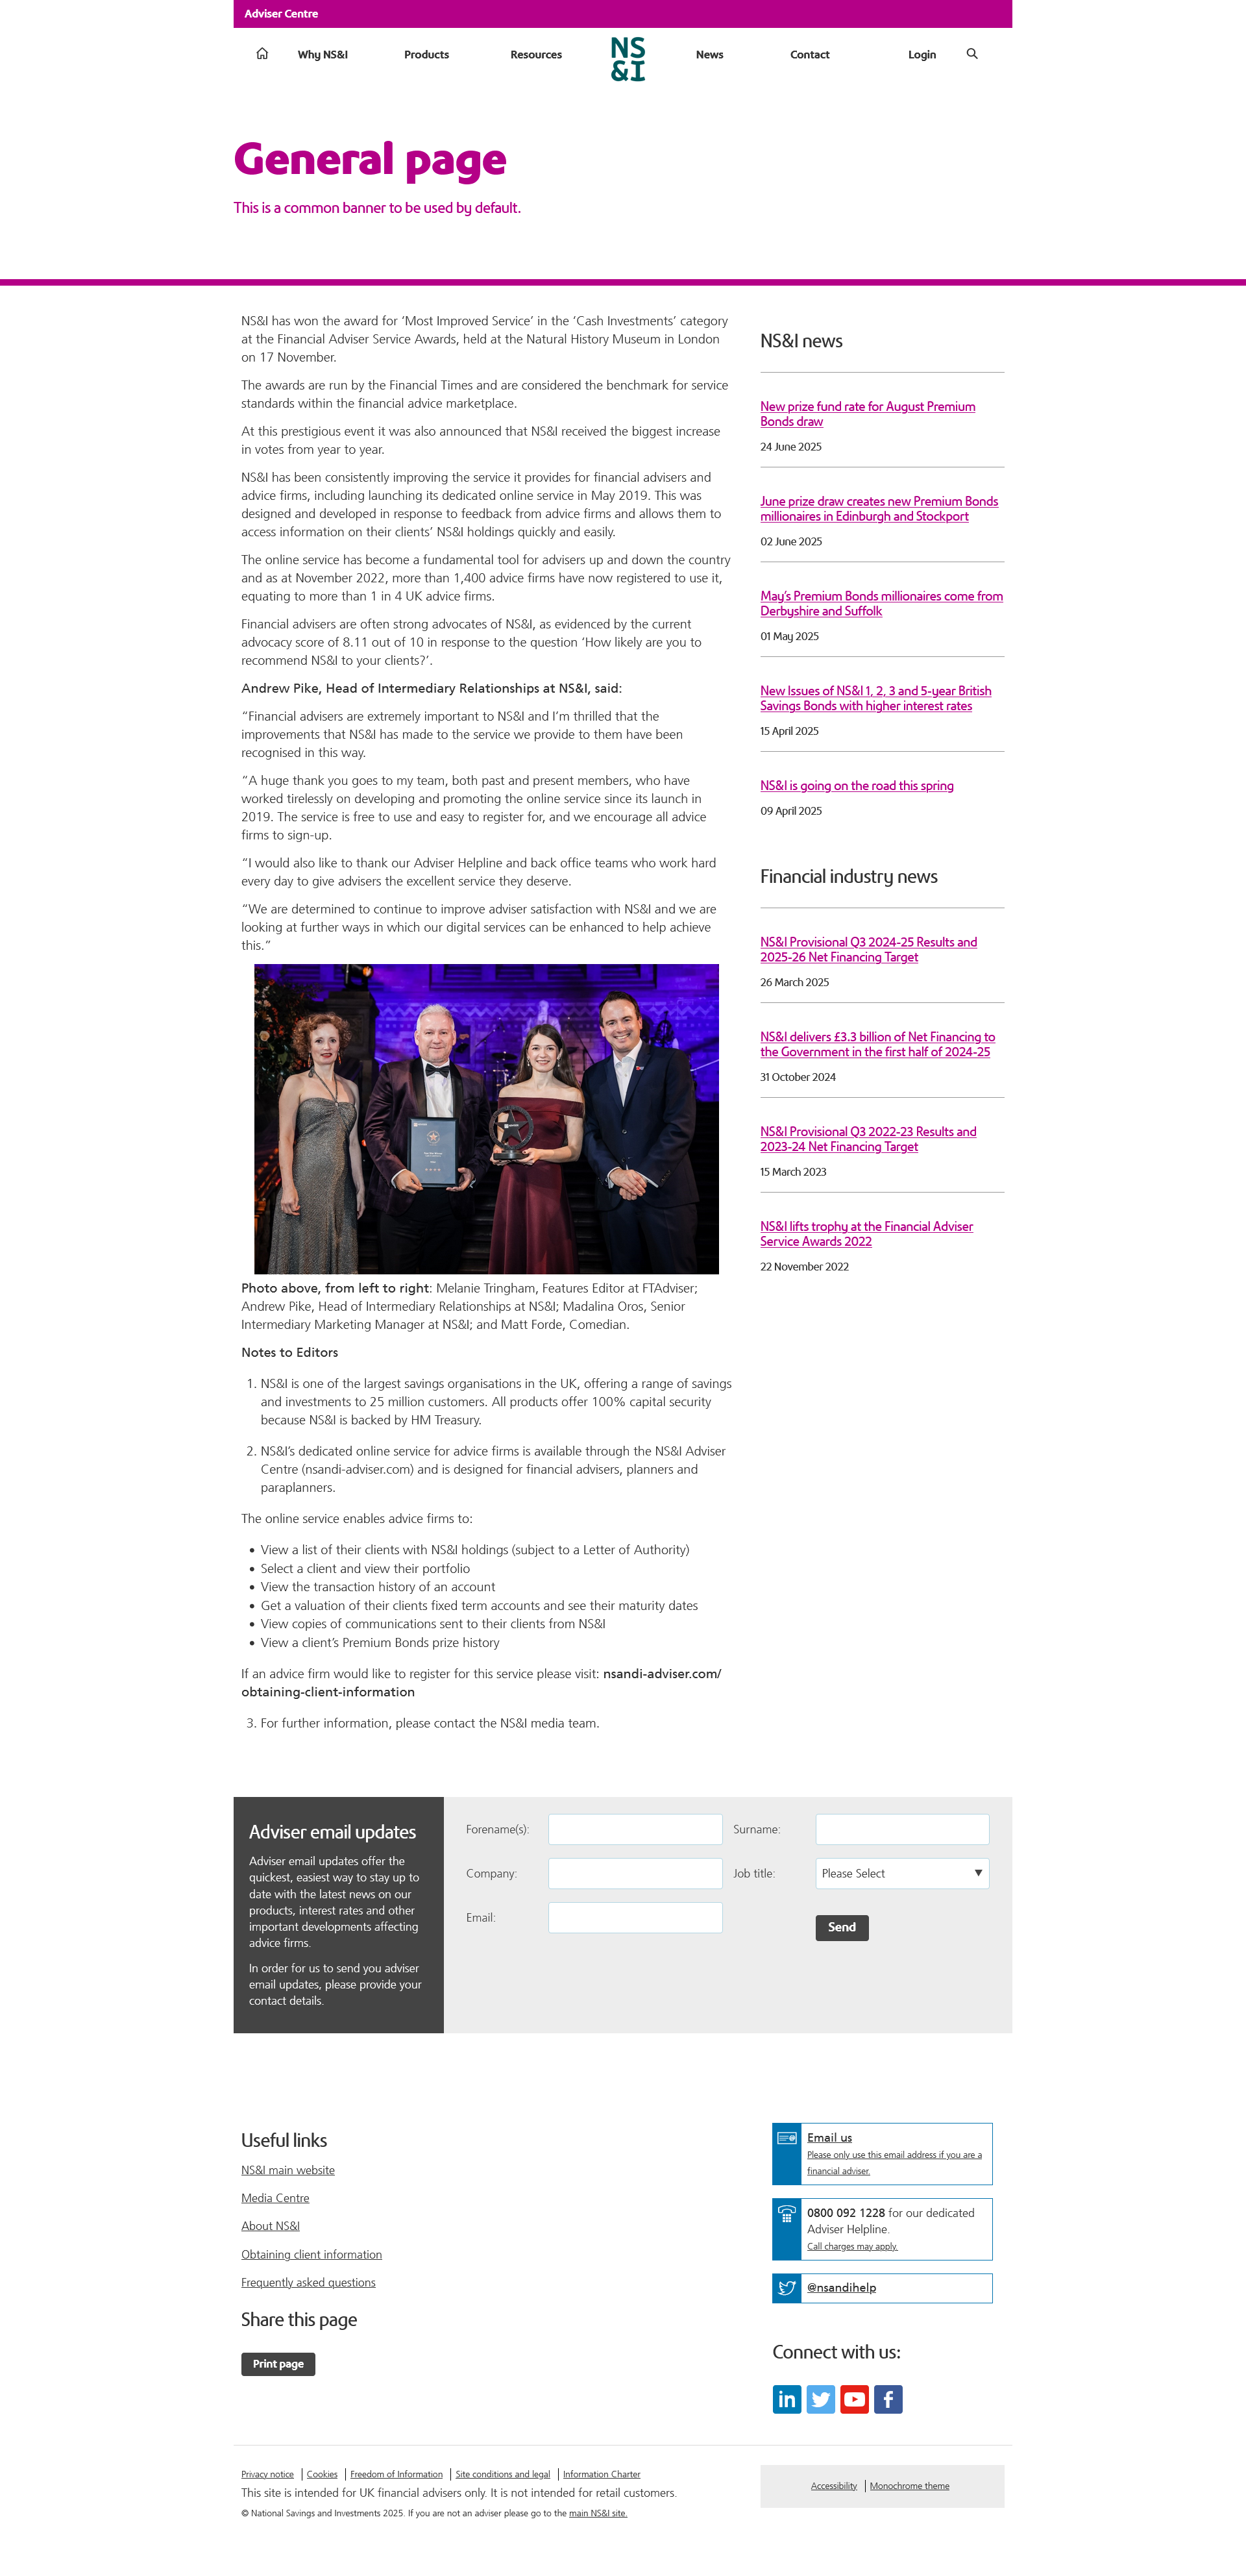 Adviser Centre
Why NS&I
Products
Resources
NS
&I
News
Contact
Login
General page
This is a common banner to be used by default.
NS&I has won the award for ‘Most Improved Service’ in the ‘Cash Investments’ category
at the Financial Adviser Service Awards, held at the Natural History Museum in London
on 17 November.
The awards are run by the Financial Times and are considered the benchmark for service
standards within the financial advice marketplace.
At this prestigious event it was also announced that NS&I received the biggest increase
in votes from year to year.
NS&I has been consistently improving the service it provides for financial advisers and
advice firms, including launching its dedicated online service in May 2019. This was
designed and developed in response to feedback from advice firms and allows them to
access information on their clients’ NS&I holdings quickly and easily.
The online service has become a fundamental tool for advisers up and down the country
and as at November 2022, more than 1,400 advice firms have now registered to use it,
equating to more than 1 in 4 UK advice firms.
Financial advisers are often strong advocates of NS&I, as evidenced by the current
advocacy score of 8.11 out of 10 in response to the question ‘How likely are you to
recommend NS&I to your clients?’.
Andrew Pike, Head of Intermediary Relationships at NS&I, said:
“Financial advisers are extremely important to NS&I and I’m thrilled that the
improvements that NS&I has made to the service we provide to them have been
recognised in this way.
“A huge thank you goes to my team, both past and present members, who have
worked tirelessly on developing and promoting the online service since its launch in
2019. The service is free to use and easy to register for, and we encourage all advice
firms to sign-up.
“I would also like to thank our Adviser Helpline and back office teams who work hard
every day to give advisers the excellent service they deserve.
“We are determined to continue to improve adviser satisfaction with NS&I and we are
looking at further ways in which our digital services can be enhanced to help achieve
this.”
Photo above, from left to right: Melanie Tringham, Features Editor at FTAdviser;
Andrew Pike, Head of Intermediary Relationships at NS&I; Madalina Oros, Senior
Intermediary Marketing Manager at NS&I; and Matt Forde, Comedian.
Notes to Editors
1. NS&I is one of the largest savings organisations in the UK, offering a range of savings
and investments to 25 million customers. All products offer 100% capital security
because NS&I is backed by HM Treasury.
2. NS&I’s dedicated online service for advice firms is available through the NS&I Adviser
Centre (nsandi-adviser.com) and is designed for financial advisers, planners and
paraplanners.
The online service enables advice firms to:
• View a list of their clients with NS&I holdings (subject to a Letter of Authority)
• Select a client and view their portfolio
• View the transaction history of an account
• Get a valuation of their clients fixed term accounts and see their maturity dates
• View copies of communications sent to their clients from NS&I
• View a client’s Premium Bonds prize history
If an advice firm would like to register for this service please visit: nsandi-adviser.com/
obtaining-client-information
3. For further information, please contact the NS&I media team.
NS&I news
New prize fund rate for August Premium
Bonds draw
24 June 2025
June prize draw creates new Premium Bonds
millionaires in Edinburgh and Stockport
02 June 2025
May’s Premium Bonds millionaires come from
Derbyshire and Suffolk
01 May 2025
New Issues of NS&I 1, 2, 3 and 5-year British
Savings Bonds with higher interest rates
15 April 2025
NS&I is going on the road this spring
09 April 2025
Financial industry news
NS&I Provisional Q3 2024-25 Results and
2025-26 Net Financing Target
26 March 2025
NS&I delivers £3.3 billion of Net Financing to
the Government in the first half of 2024-25
31 October 2024
NS&I Provisional Q3 2022-23 Results and
2023-24 Net Financing Target
15 March 2023
NS&I lifts trophy at the Financial Adviser
Service Awards 2022
22 November 2022
Adviser email updates
Adviser email updates offer the
quickest, easiest way to stay up to
date with the latest news on our
products, interest rates and other
important developments affecting
advice firms.
In order for us to send you adviser
email updates, please provide your
contact details.
Forename(s):
Surname:
Company:
Job title:
Please Select
Email:
Send
Useful links
NS&I main website
Media Centre
About NS&I
Obtaining client information
Frequently asked questions
Share this page
Print page
Email us
Please only use this email address if you are a
financial adviser.
0800 092 1228 for our dedicated
Adviser Helpline.
Call charges may apply.
@nsandihelp
Connect with us:
Privacy notice | Cookies | Freedom of Information | Site conditions and legal | Information Charter
This site is intended for UK financial advisers only. It is not intended for retail customers.
© National Savings and Investments 2025. If you are not an adviser please go to the main NS&I site.
Accessibility | Monochrome theme